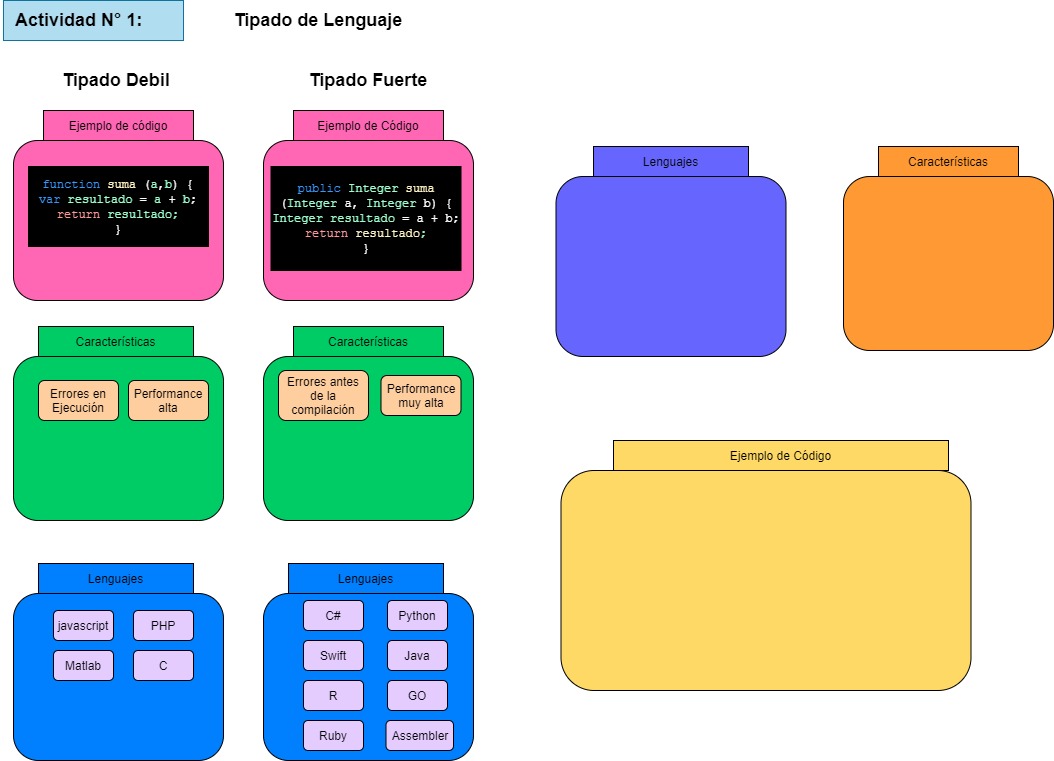 Actividad N° 1:
Tipado de Lenguaje
Tipado Debil
Tipado Fuerte
Ejemplo de código
function suma (a,b) {
var resultado = a + b;
return resultado;
}
Ejemplo de Código
public Integer suma
(Integer a, Integer b) {
Integer resultado = a + b;
return resultado;
}
Características
Errores en
Ejecución
Performance
alta
Características
Errores antes
de la
compilación
Performance
muy alta
Lenguajes
javascript
PHP
Matlab
C
Lenguajes
C#
Python
Swift
Java
R
GO
Ruby
Assembler
Lenguajes
Características
Ejemplo de Código